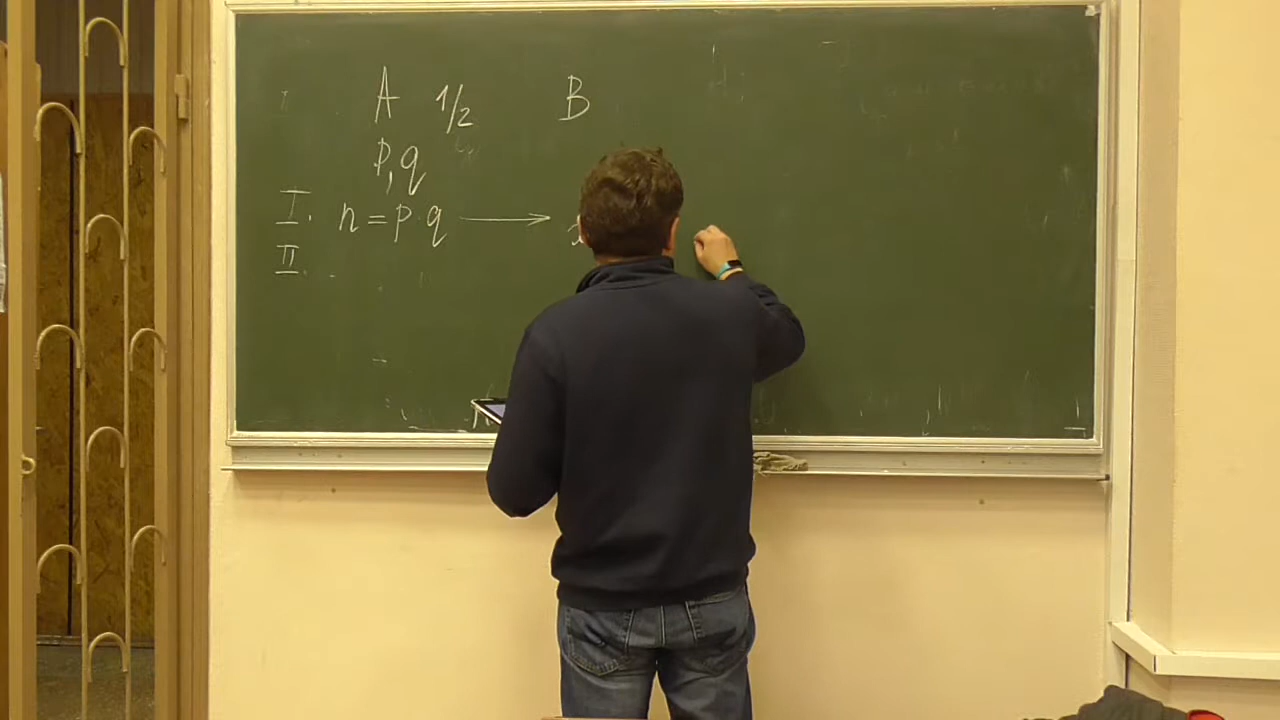 A 1/2 B
p, q
I. n = p · q →
II.